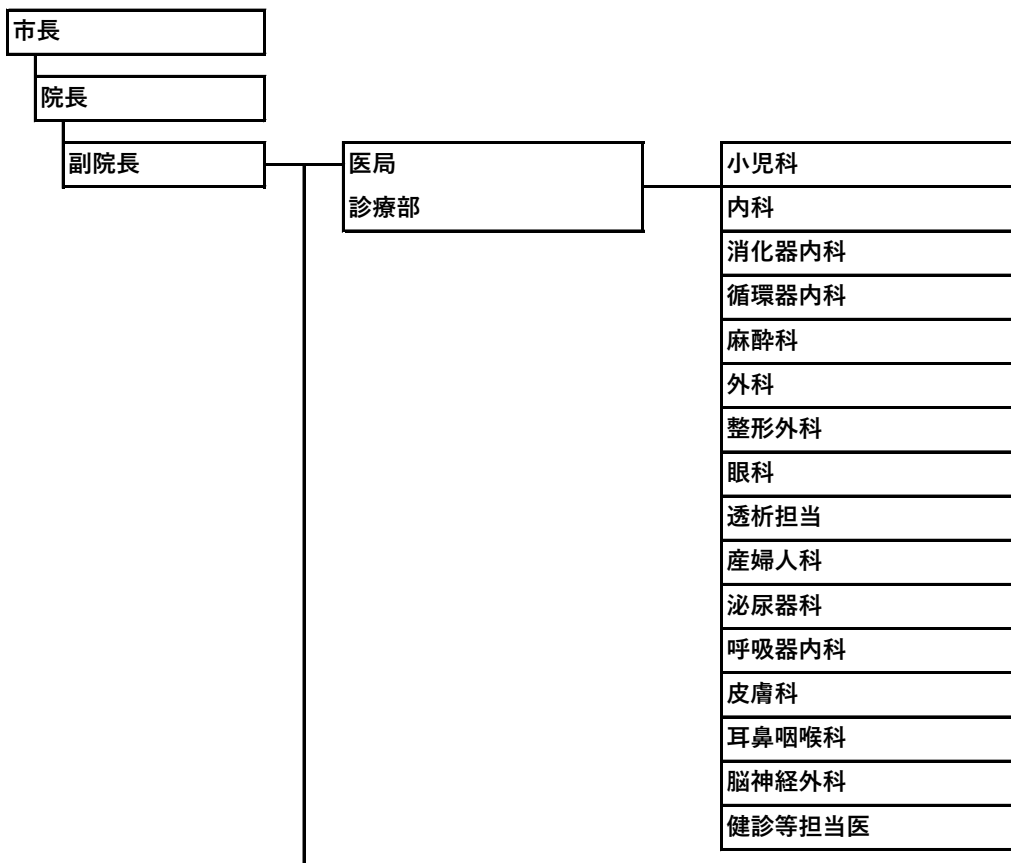 市長
院長
副院長
医局
診療部
小児科
内科
消化器内科
循環器内科
麻酔科
外科
整形外科
眼科
透析担当
産婦人科
泌尿器科
呼吸器内科
皮膚科
耳鼻咽喉科
脳神経外科
健診等担当医